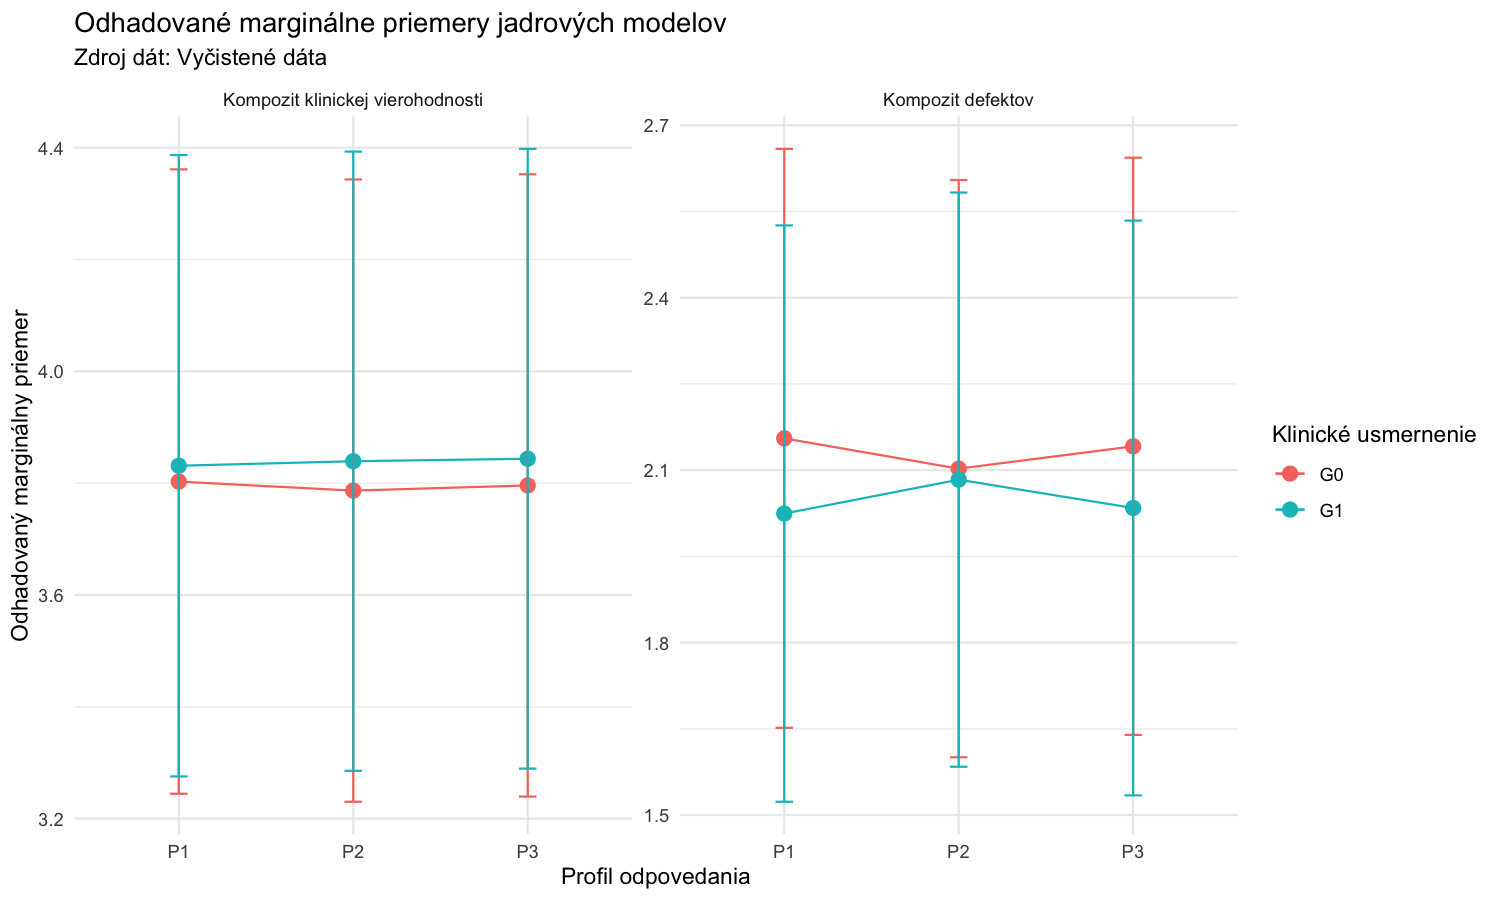 Odhadované marginálne priemery jadrových modelov
Zdroj dát: Vyčistené dáta
Kompozit klinickej vierohodnosti
Kompozit defektov
Odhadovaný marginálny priemer
4.4
4.0
3.6
3.2
2.7
2.4
2.1
1.8
1.5
P1
P2
P3
P1
P2
P3
Profil odpovedania
Klinické usmernenie
G0
G1